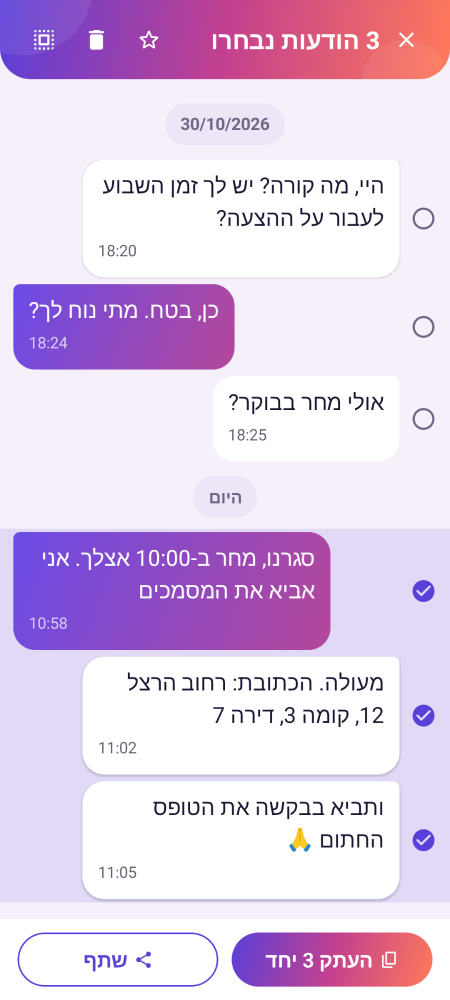 3 הודעות נבחרו
30/10/2026
היי, מה קורה? יש לך זמן השבוע
לעבור על ההצעה?
18:20
כן, בטח. מתי נוח לך?
18:24
אולי מחר בבוקר?
18:25
היום
סגרנו, מחר ב-10:00 אצלך. אני
אביא את המסמכים
10:58
מעולה. הכתובת: רחוב הרצל
12, קומה 3, דירה 7
11:02
ותביא בבקשה את הטופס
החתום 🙏
11:05
העתק 3 יחד
שתף